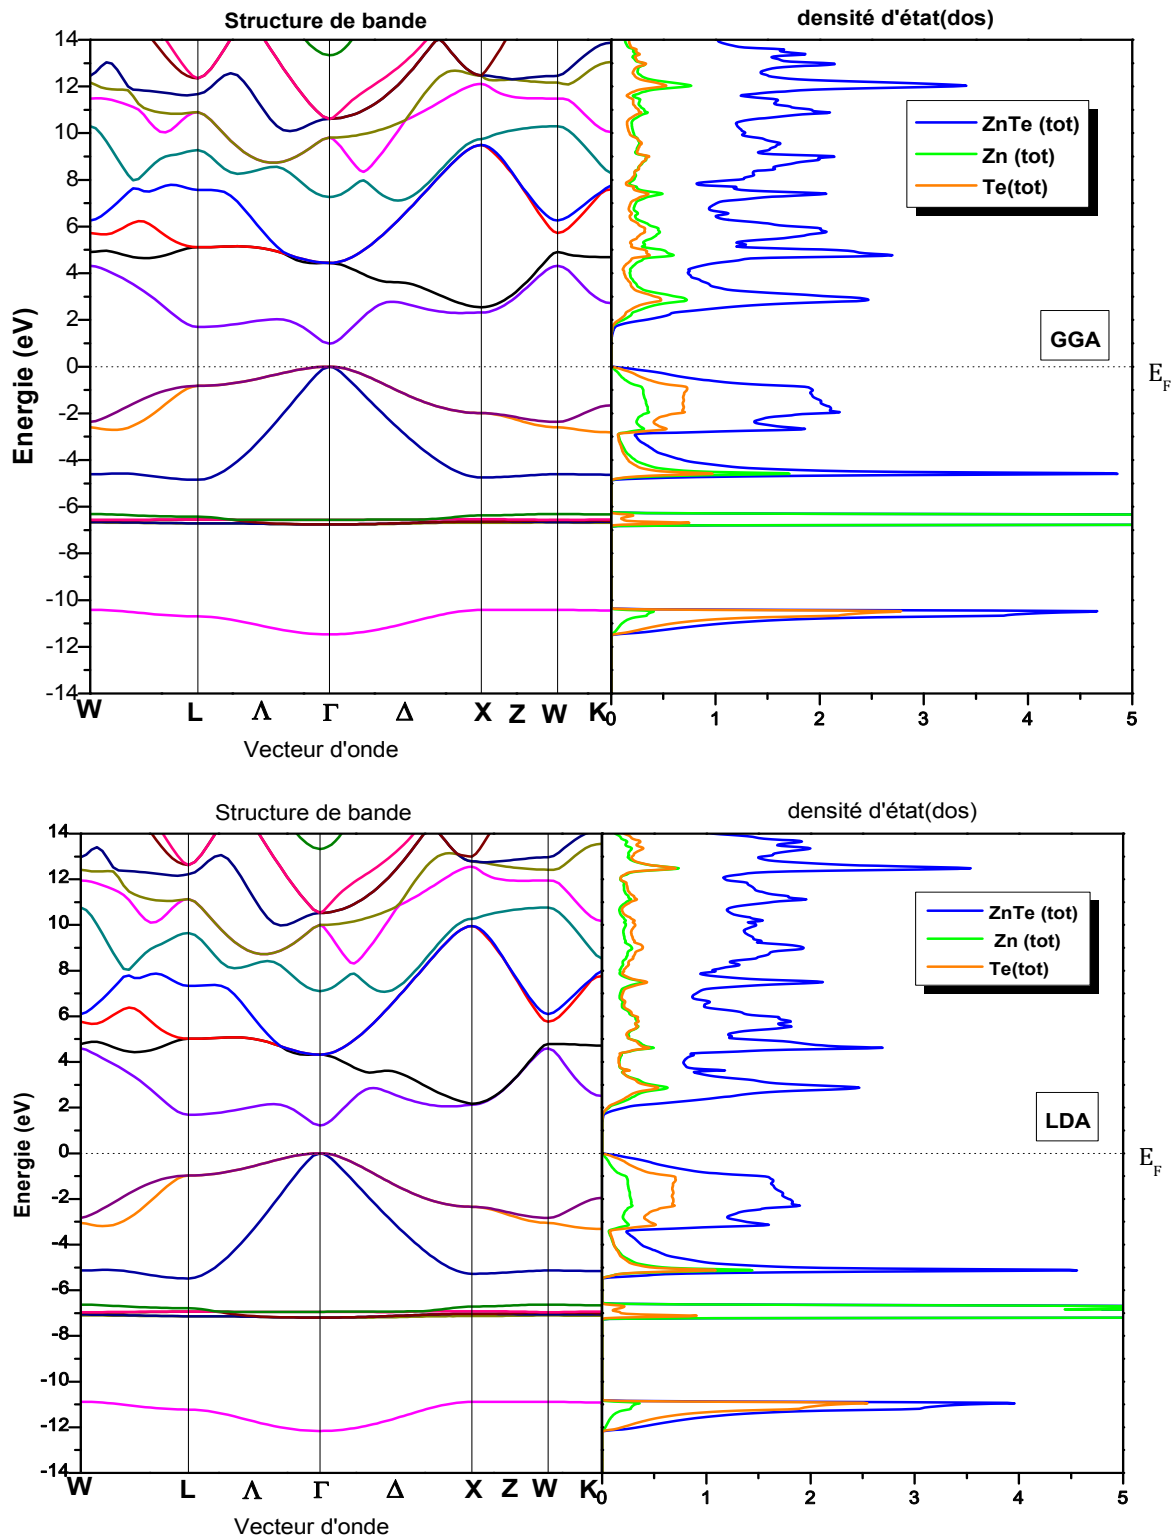 Structure de bande
densité d'état(dos)
14
12
10
8
6
4
2
0
-2
-4
-6
-8
-10
-12
-14
Energie (eV)
ZnTe (tot)
Zn (tot)
Te(tot)
GGA
E_F
W L Λ Γ Δ X Z W K
0 1 2 3 4 5
Vecteur d'onde
Structure de bande
densité d'état(dos)
14
12
10
8
6
4
2
0
-2
-4
-6
-8
-10
-12
-14
Energie (eV)
ZnTe (tot)
Zn (tot)
Te(tot)
LDA
E_F
W L Λ Γ Δ X Z W K
0 1 2 3 4 5
Vecteur d'onde